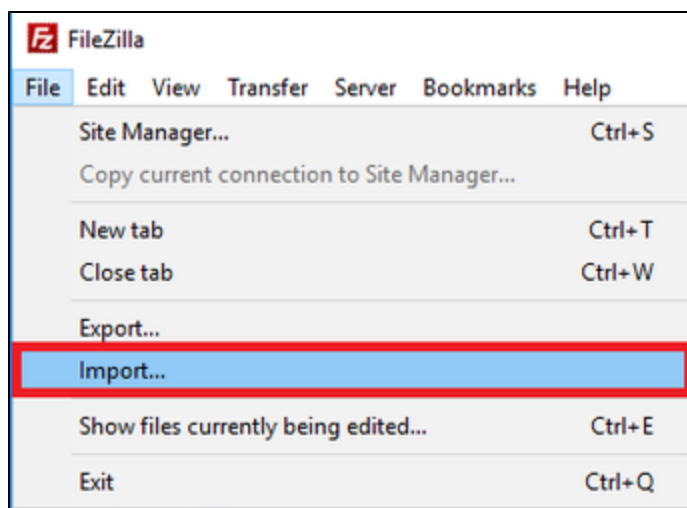 FileZilla
File Edit View Transfer Server Bookmarks Help
Site Manager... Ctrl+S
Copy current connection to Site Manager...
New tab Ctrl+T
Close tab Ctrl+W
Export...
Import...
Show files currently being edited... Ctrl+E
Exit Ctrl+Q